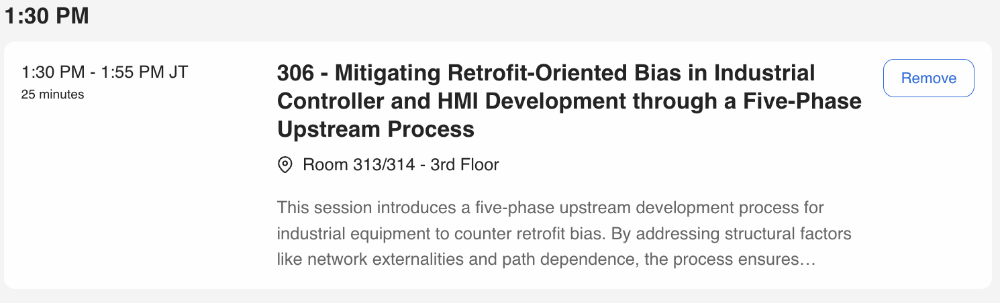 1:30 PM
1:30 PM - 1:55 PM JT
25 minutes
306 - Mitigating Retrofit-Oriented Bias in Industrial
Controller and HMI Development through a Five-Phase
Upstream Process
Remove
Room 313/314 - 3rd Floor
This session introduces a five-phase upstream development process for
industrial equipment to counter retrofit bias. By addressing structural factors
like network externalities and path dependence, the process ensures…